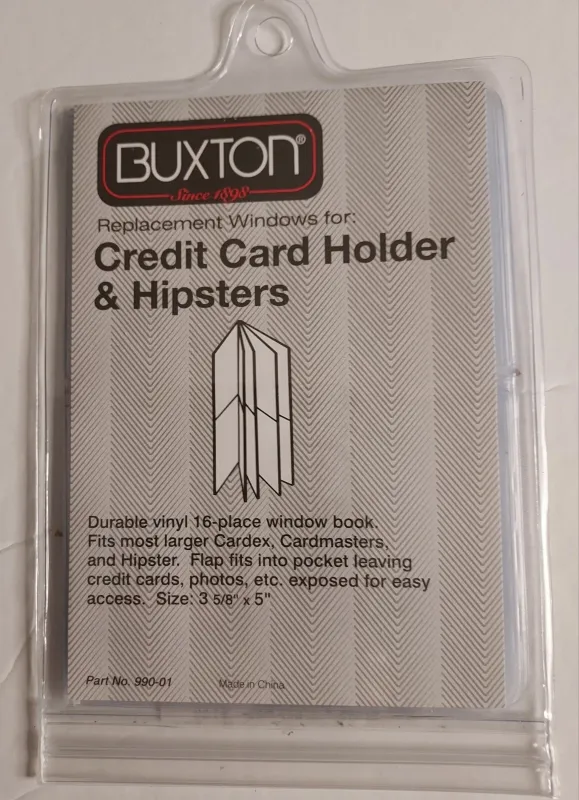 BUXTON®
Since 1898
Replacement Windows for:
Credit Card Holder
& Hipsters
Durable vinyl 16-place window book.
Fits most larger Cardex, Cardmasters,
and Hipster. Flap fits into pocket leaving
credit cards, photos, etc. exposed for easy
access. Size: 3 5/8" x 5"
Part No. 990-01 Made in China